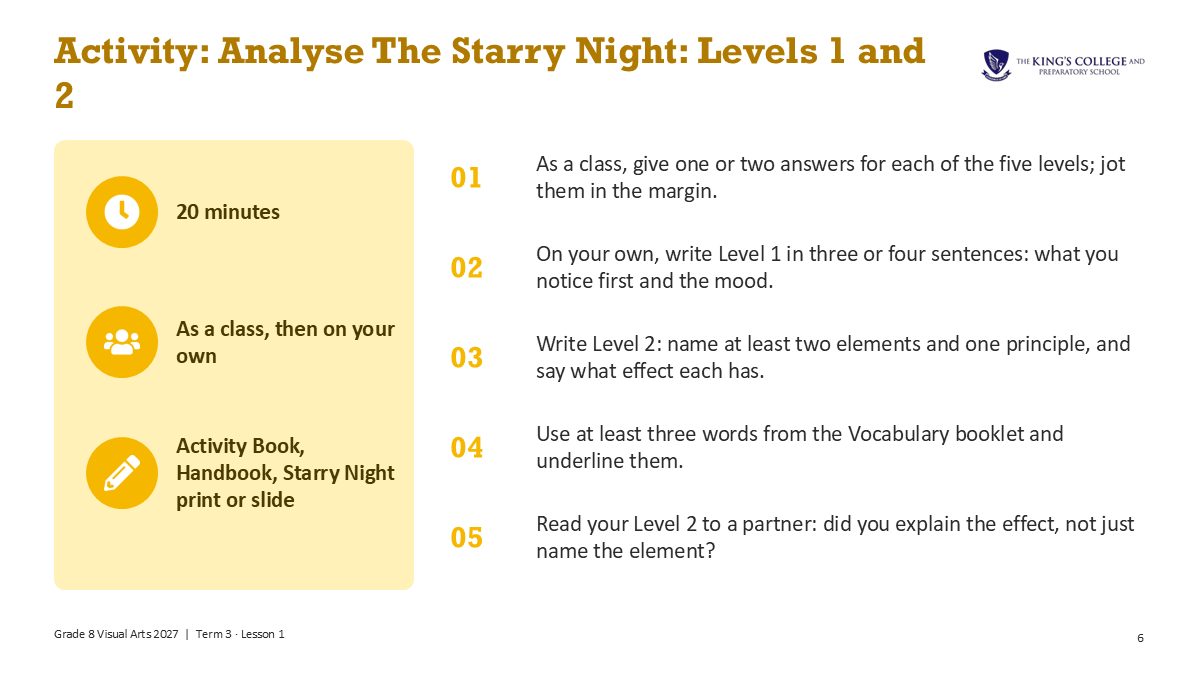 Activity: Analyse The Starry Night: Levels 1 and
2
THE KING'S COLLEGE AND
PREPARATORY SCHOOL
20 minutes
As a class, then on your
own
Activity Book,
Handbook, Starry Night
print or slide
01
As a class, give one or two answers for each of the five levels; jot
them in the margin.
02
On your own, write Level 1 in three or four sentences: what you
notice first and the mood.
03
Write Level 2: name at least two elements and one principle, and
say what effect each has.
04
Use at least three words from the Vocabulary booklet and
underline them.
05
Read your Level 2 to a partner: did you explain the effect, not just
name the element?
Grade 8 Visual Arts 2027 | Term 3 · Lesson 1
6